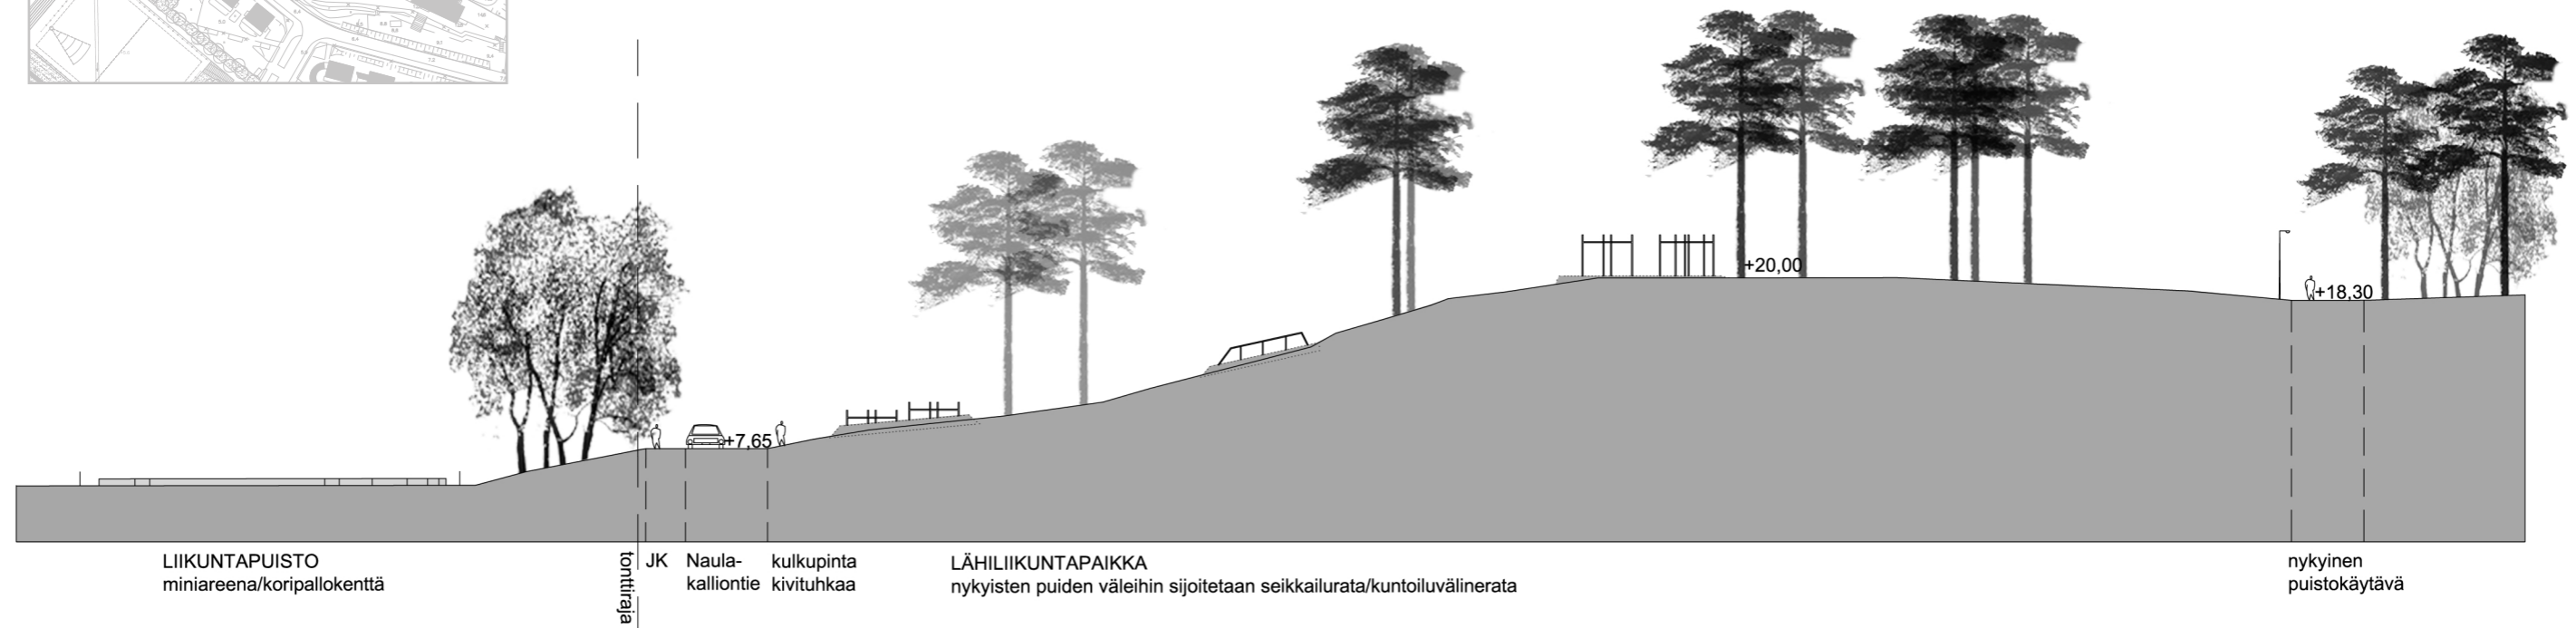 +20,00
+18,30
+7,65
LIIKUNTAPUISTO
miniareena/koripallokenttä
tonttiraja
JK
Naula-
kalliontie
kulkupinta
kivituhkaa
LÄHILIIKUNTAPAIKKA
nykyisten puiden väleihin sijoitetaan seikkailurata/kuntoiluvälinerata
nykyinen
puistokäytävä